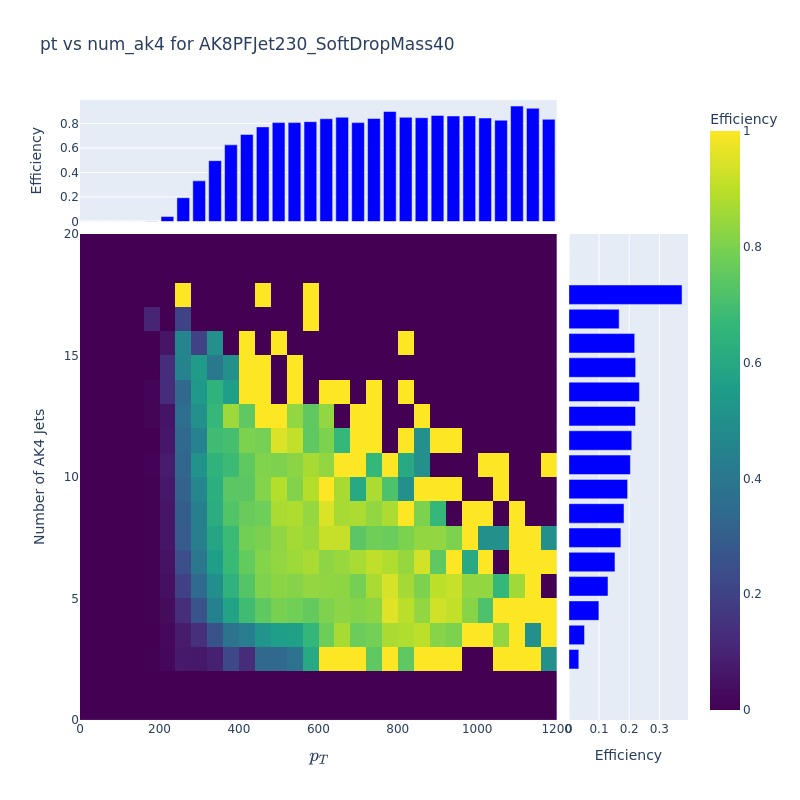 pt vs num_ak4 for AK8PFJet230_SoftDropMass40
Efficiency
0.8
0.6
0.4
0.2
0
Efficiency
1
0.8
0.6
0.4
0.2
0
Number of AK4 Jets
20
15
10
5
0
0 200 400 600 800 1000 1200
p_T
0 0.1 0.2 0.3
Efficiency